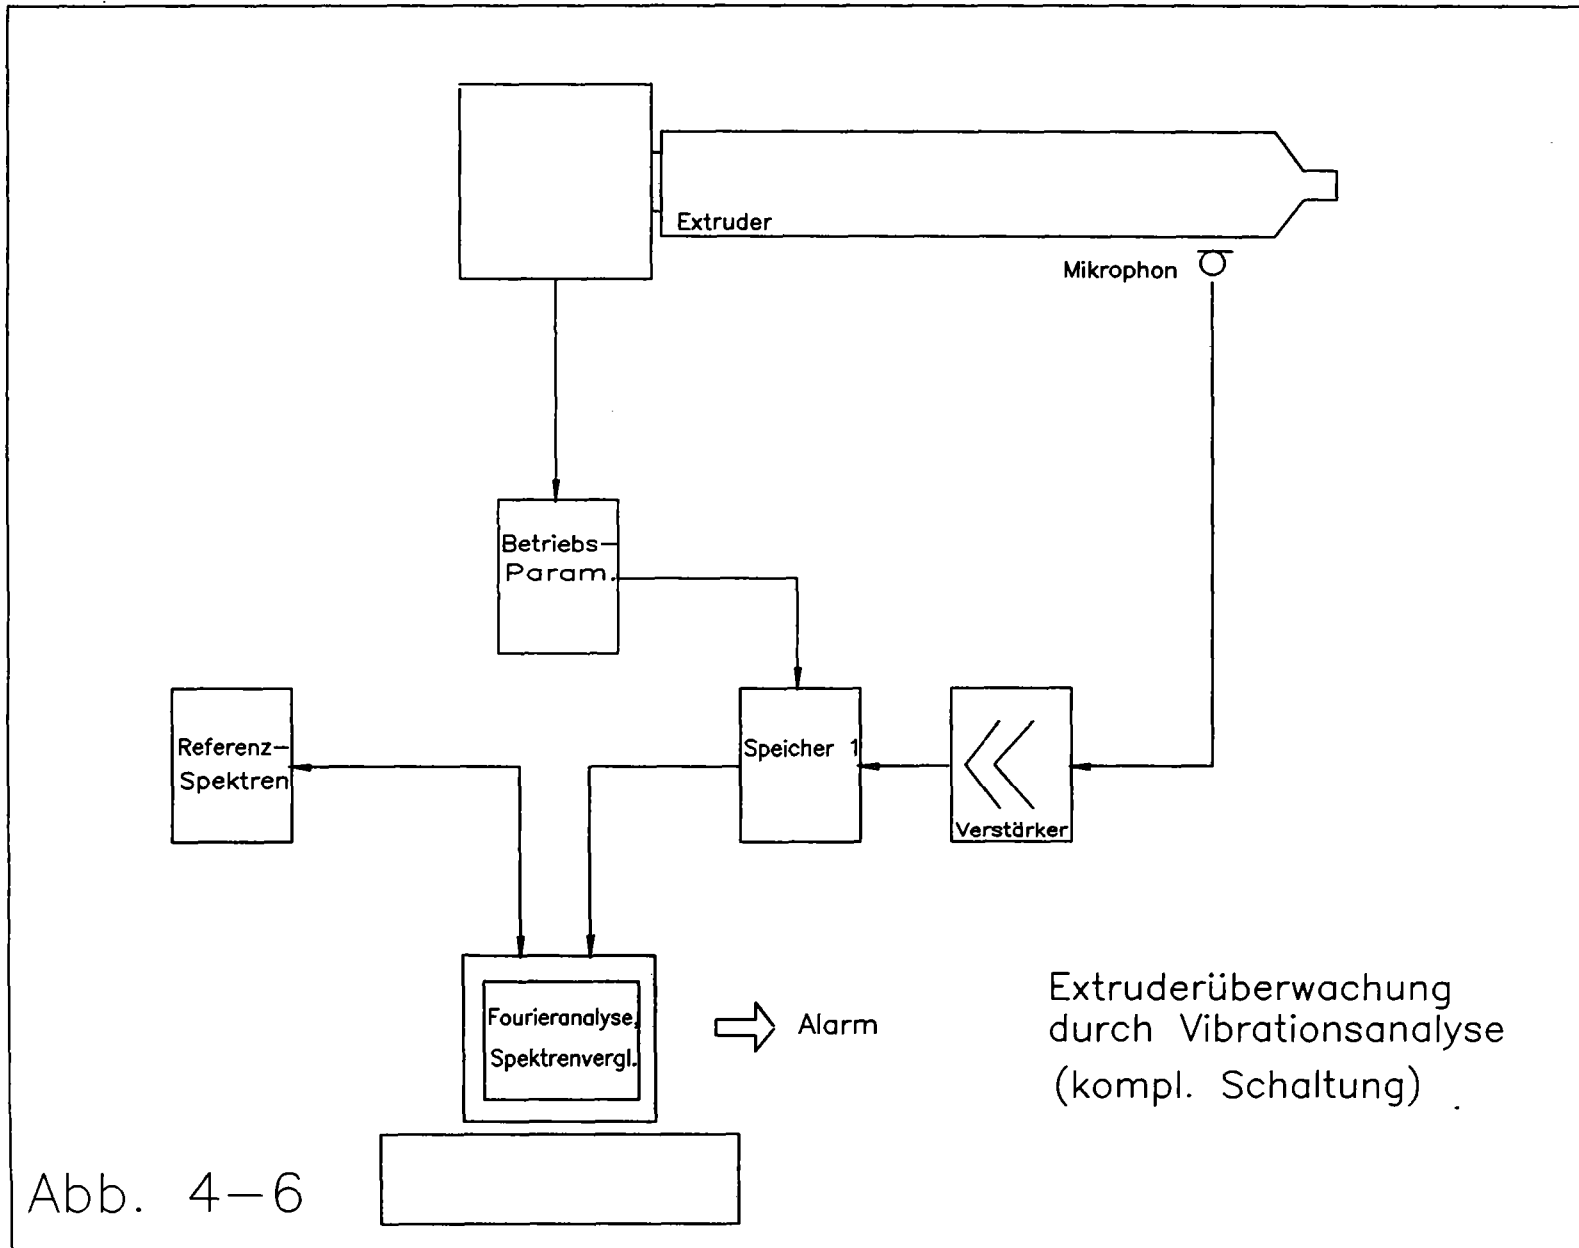 Extruder
Mikrophon
Betriebs-
Param.
Referenz-
Spektren
Speicher 1
Verstärker
Fourieranalyse,
Spektrenvergl.
Alarm
Extruderüberwachung
durch Vibrationsanalyse
(kompl. Schaltung)
Abb. 4-6